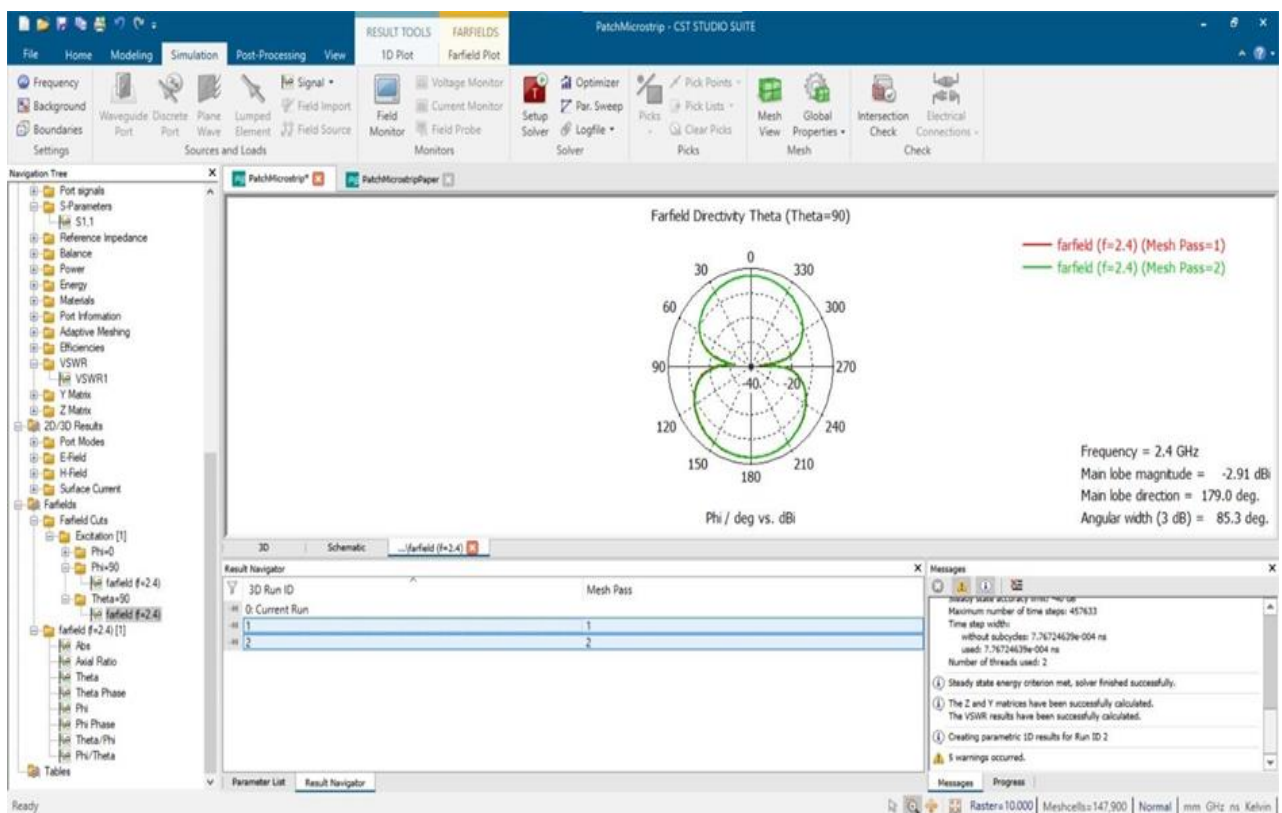 PatchMicrostrip - CST STUDIO SUITE
RESULT TOOLS
FARFIELDS
File
Home
Modeling
Simulation
Post-Processing
View
1D Plot
Farfield Plot
Frequency
Background
Boundaries
Settings
Waveguide Port
Discrete Port
Plane Wave
Lumped Element
Signal
Field Import
Field Source
Sources and Loads
Field Monitor
Voltage Monitor
Current Monitor
Field Probe
Monitors
Setup Solver
Optimizer
Par. Sweep
Logfile
Solver
Picks
Pick Points
Pick Lists
Clear Picks
Picks
Mesh View
Global Properties
Mesh
Intersection Check
Electrical Connections
Check
Navigation Tree
Port signals
S-Parameters
S1,1
Reference Impedance
Balance
Power
Energy
Materials
Port Information
Adaptive Meshing
Efficiencies
VSWR
VSWR1
Y Matrix
Z Matrix
2D/3D Results
Port Modes
E-Field
H-Field
Surface Current
Farfields
Farfield Cuts
Excitation [1]
Phi=0
Phi=90
farfield (f=2.4)
Theta=90
farfield (f=2.4)
farfield (f=2.4) [1]
Abs
Axial Ratio
Theta
Theta Phase
Phi
Phi Phase
Theta/Phi
Phi/Theta
Tables
PatchMicrostrip*
PatchMicrostripPaper
Farfield Directivity Theta (Theta=90)
farfield (f=2.4) (Mesh Pass=1)
farfield (f=2.4) (Mesh Pass=2)
0
30
330
60
300
90
270
-40
-20
120
240
150
210
180
Phi / deg vs. dBi
Frequency = 2.4 GHz
Main lobe magnitude = -2.91 dBi
Main lobe direction = 179.0 deg.
Angular width (3 dB) = 85.3 deg.
3D
Schematic
...\farfield (f=2.4)
Result Navigator
3D Run ID
Mesh Pass
0: Current Run
1
1
2
2
Parameter List
Result Navigator
Messages
Steady state accuracy limit: -40 dB
Maximum number of time steps: 457633
Time step width:
without subcycles: 7.76724639e-004 ns
used: 7.76724639e-004 ns
Number of threads used: 2
Steady state energy criterion met, solver finished successfully.
The Z and Y matrices have been successfully calculated.
The VSWR results have been successfully calculated.
Creating parametric 1D results for Run ID 2
5 warnings occurred.
Messages
Progress
Ready
Raster=10.000
Meshcells=147,900
Normal
mm GHz ns Kelvin